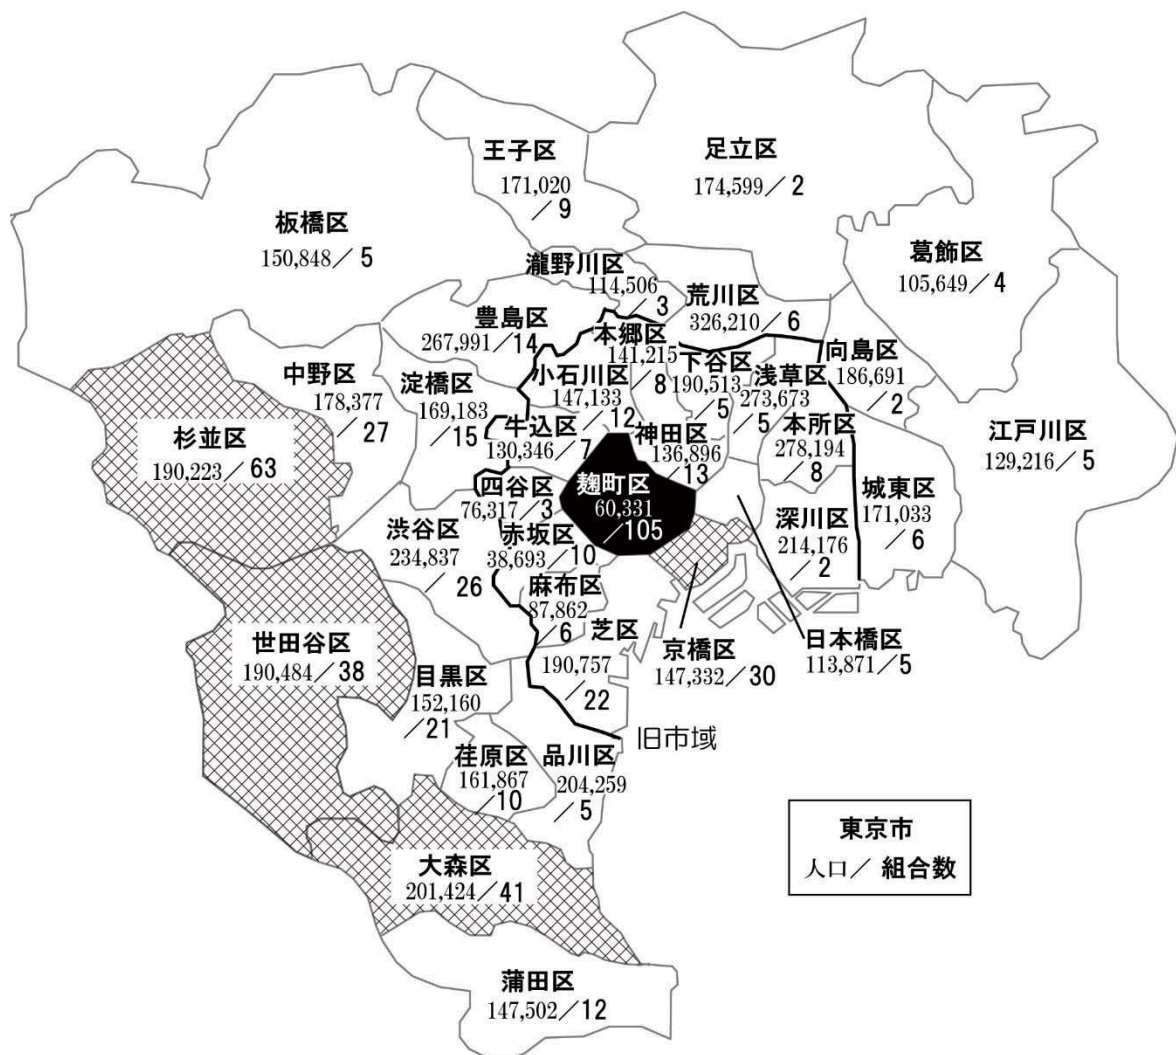 王子区
171,020
／9
足立区
174,599／2
板橋区
150,848／5
葛飾区
105,649／4
瀧野川区
114,506
／3
荒川区
326,210／6
豊島区
267,991／14
本郷区
141,215
／8
下谷区
190,513
／5
浅草区
273,673
／5
向島区
186,691
／2
中野区
178,377
／27
淀橋区
169,183
／15
小石川区
147,133
／12
杉並区
190,223／63
牛込区
130,346／7
神田区
136,896
／13
本所区
278,194
／8
江戸川区
129,216／5
四谷区
76,317／3
麹町区
60,331
／105
城東区
171,033
／6
渋谷区
234,837
／26
赤坂区
38,693／10
深川区
214,176
／2
麻布区
87,862
／6
芝区
190,757
／22
世田谷区
190,484／38
京橋区
147,332／30
日本橋区
113,871／5
目黒区
152,160
／21
旧市域
荏原区
161,867
／10
品川区
204,259
／5
大森区
201,424／41
東京市
人口／組合数
蒲田区
147,502／12